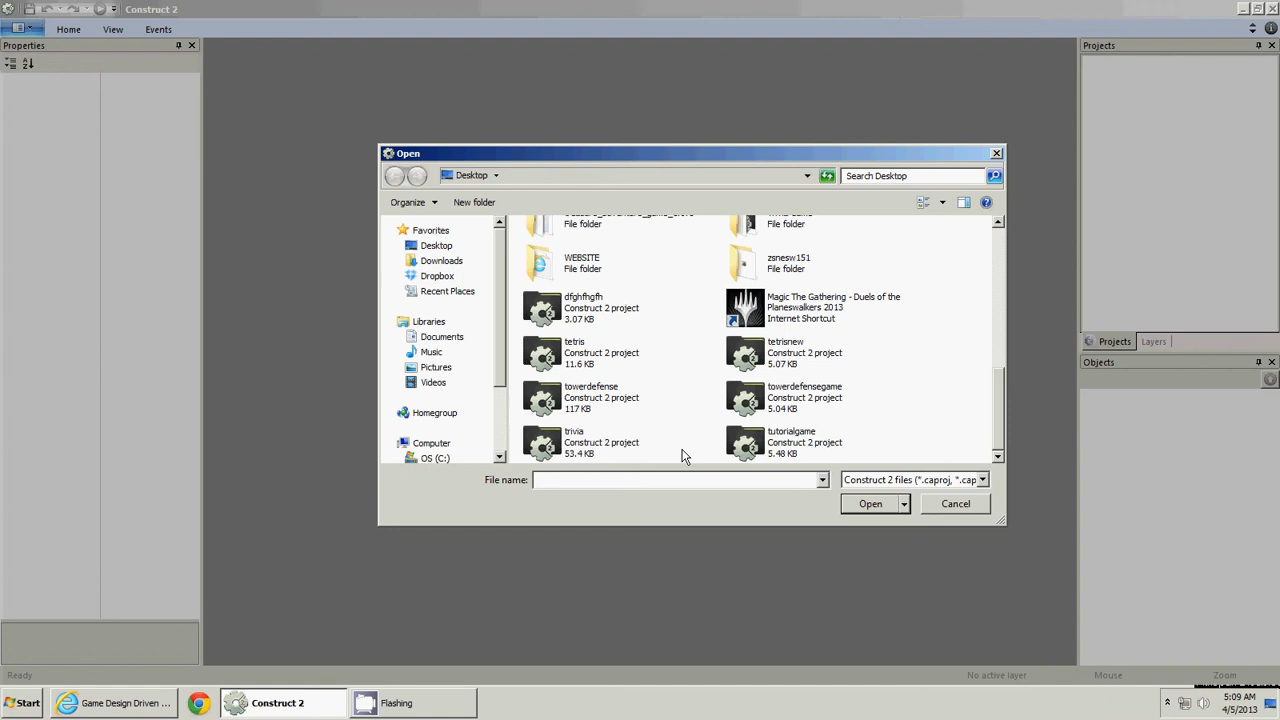 Construct 2
Home View Events
Properties
Projects
Open
Desktop
Search Desktop
Organize New folder
Favorites
Desktop
Downloads
Dropbox
Recent Places
Libraries
Documents
Music
Pictures
Videos
Homegroup
Computer
OS (C:)
File folder
File folder
WEBSITE
File folder
zsnesw151
File folder
dfghfhgfh
Construct 2 project
3.07 KB
Magic The Gathering - Duels of the
Planeswalkers 2013
Internet Shortcut
tetris
Construct 2 project
11.6 KB
tetrisnew
Construct 2 project
5.07 KB
towerdefense
Construct 2 project
117 KB
towerdefensegame
Construct 2 project
5.04 KB
trivia
Construct 2 project
53.4 KB
tutorialgame
Construct 2 project
5.48 KB
File name:
Construct 2 files (*.caproj, *.cap
Open Cancel
Projects Layers
Objects
Ready
No active layer Mouse Zoom
Start
Game Design Driven ...
Construct 2
Flashing
5:09 AM
4/5/2013